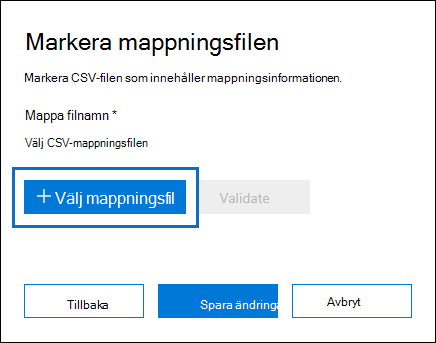 Markera mappningsfilen
Markera CSV-filen som innehåller mappningsinformationen.
Mappa filnamn *
Välj CSV-mappningsfilen
+ Välj mappningsfil
Validate
Tillbaka
Spara ändringa
Avbryt